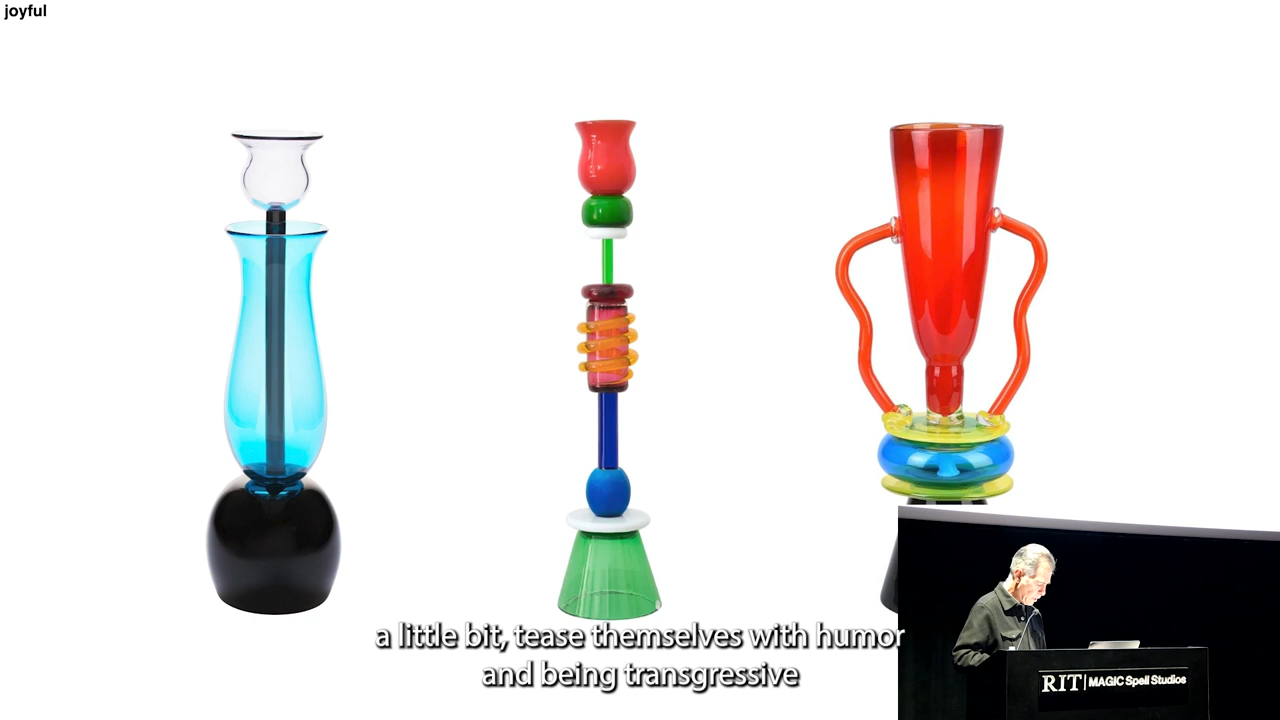 joyful
a little bit, tease themselves with humor
and being transgressive
RIT | MAGIC Spell Studios